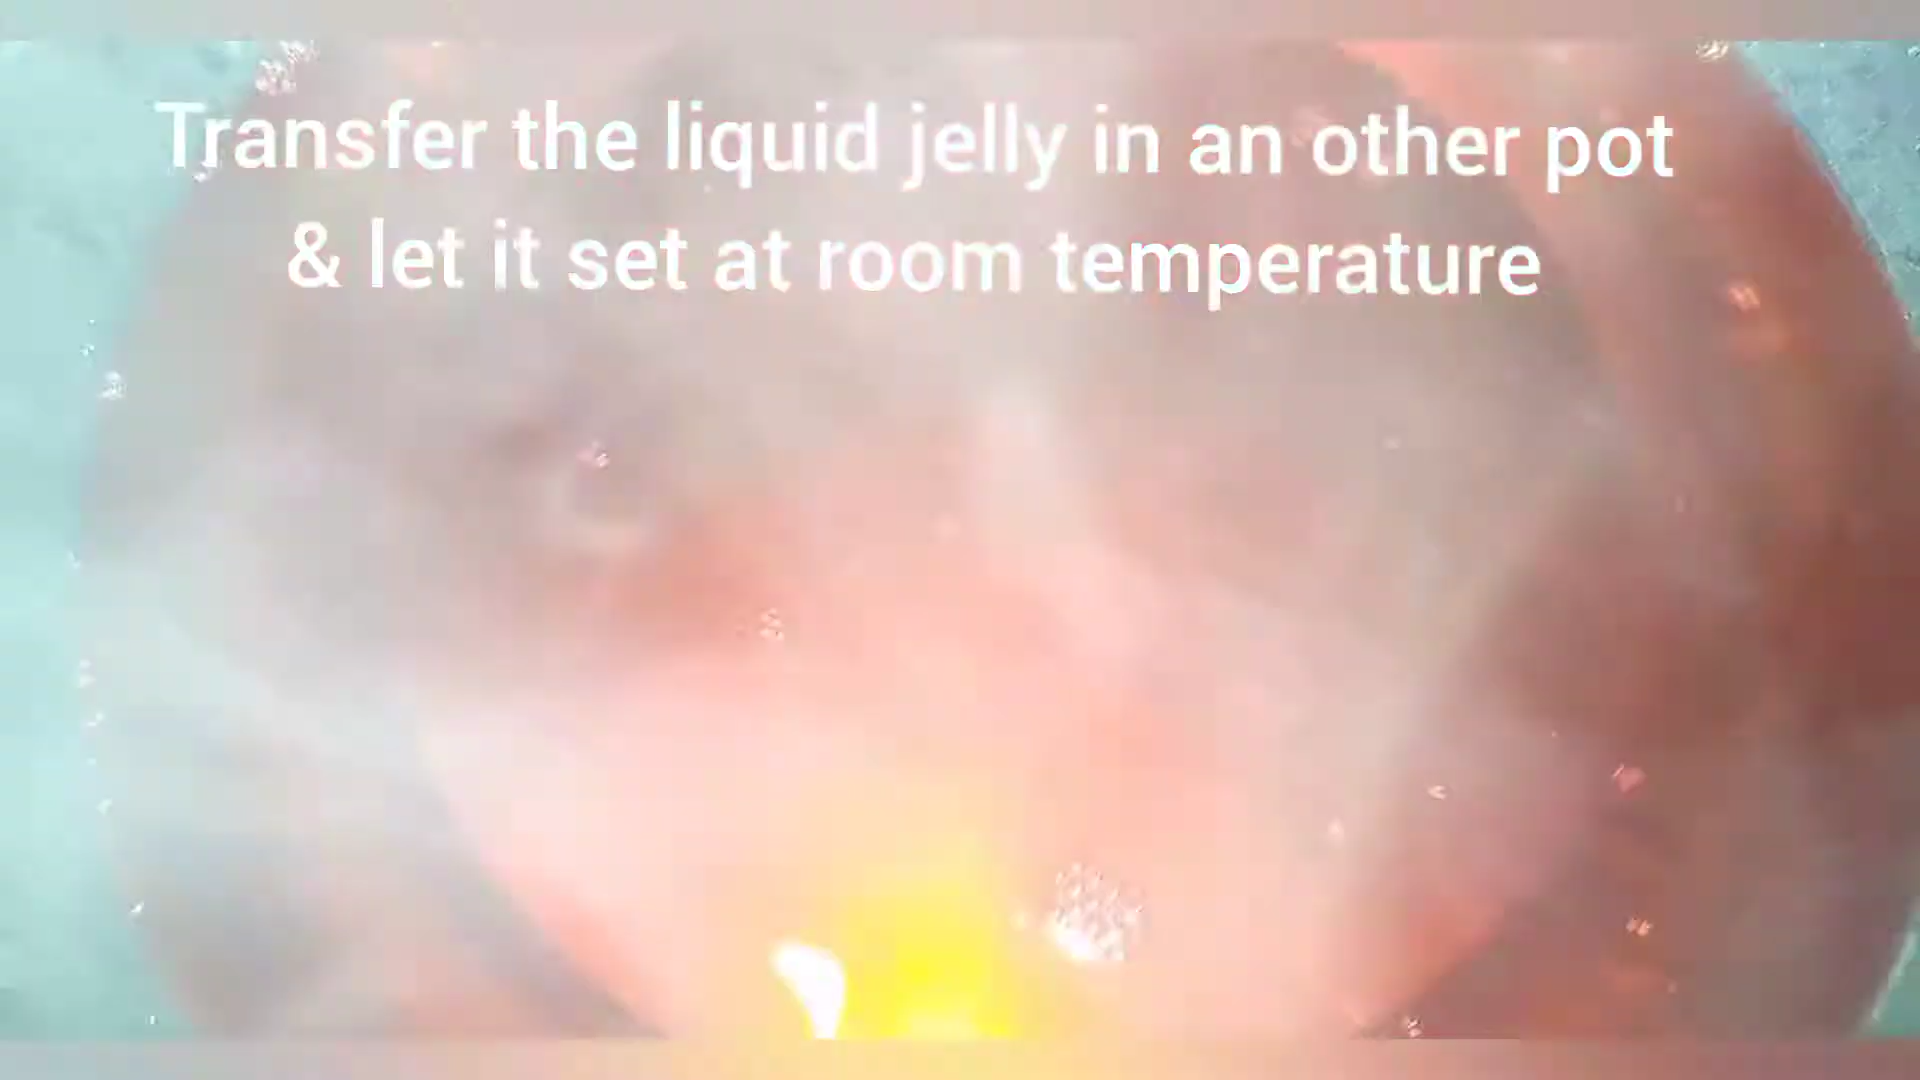 Transfer the liquid jelly in an other pot
& let it set at room temperature